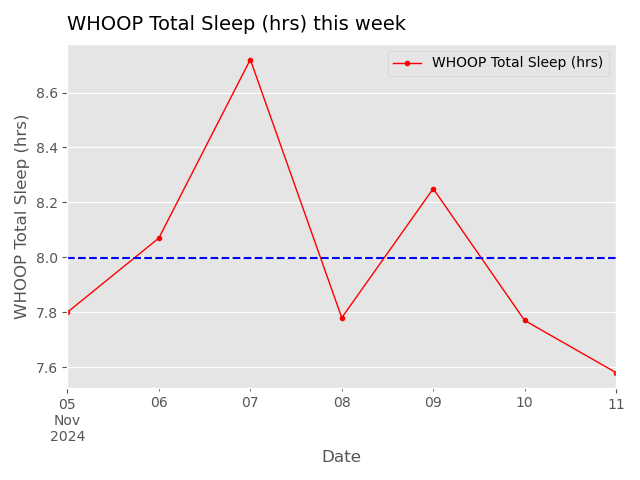 WHOOP Total Sleep (hrs) this week
WHOOP Total Sleep (hrs)
WHOOP Total Sleep (hrs)
8.6
8.4
8.2
8.0
7.8
7.6
05 06 07 08 09 10 11
Nov
2024
Date